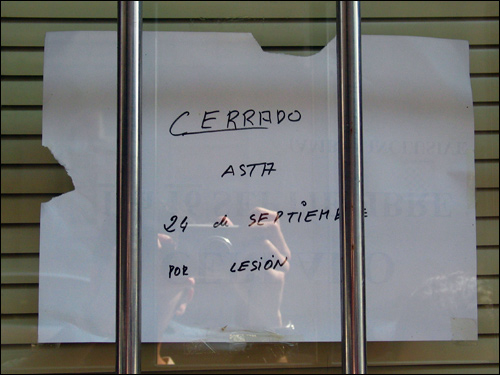 CERRADO
ASTA
24 de SEPTIEMBRE
POR LESIÓN